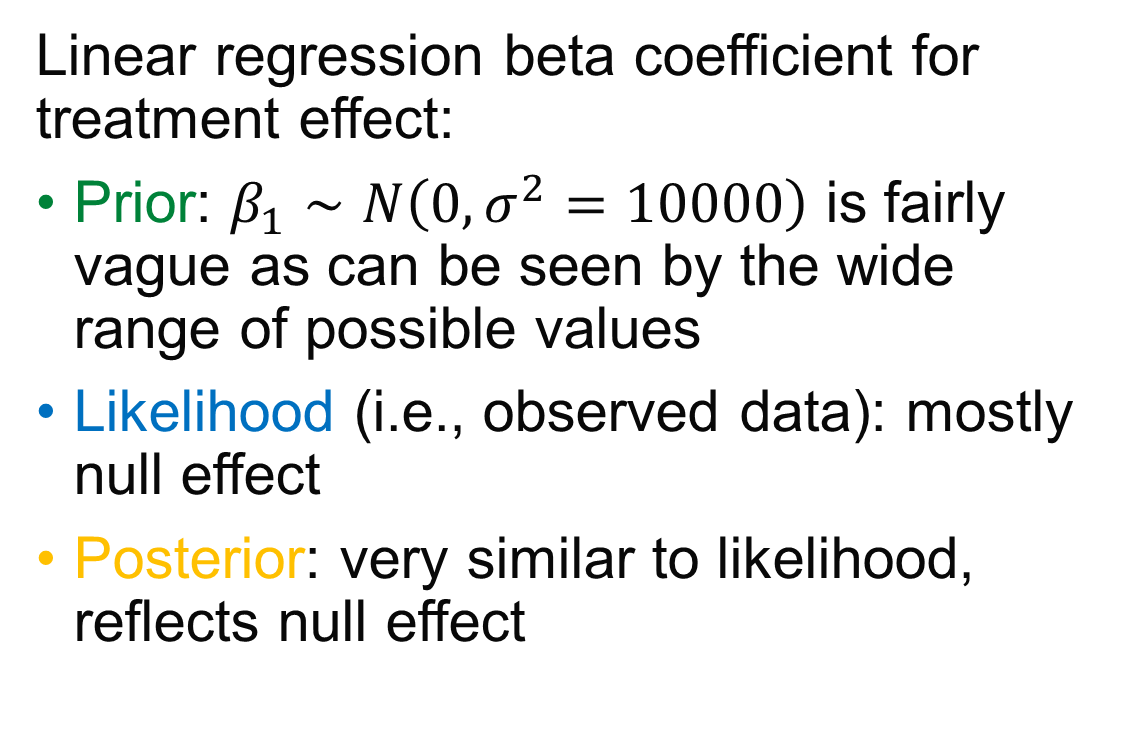 Linear regression beta coefficient for
treatment effect:
• Prior: 𝛽₁ ~ 𝑁(0, 𝜎² = 10000) is fairly
vague as can be seen by the wide
range of possible values
• Likelihood (i.e., observed data): mostly
null effect
• Posterior: very similar to likelihood,
reflects null effect